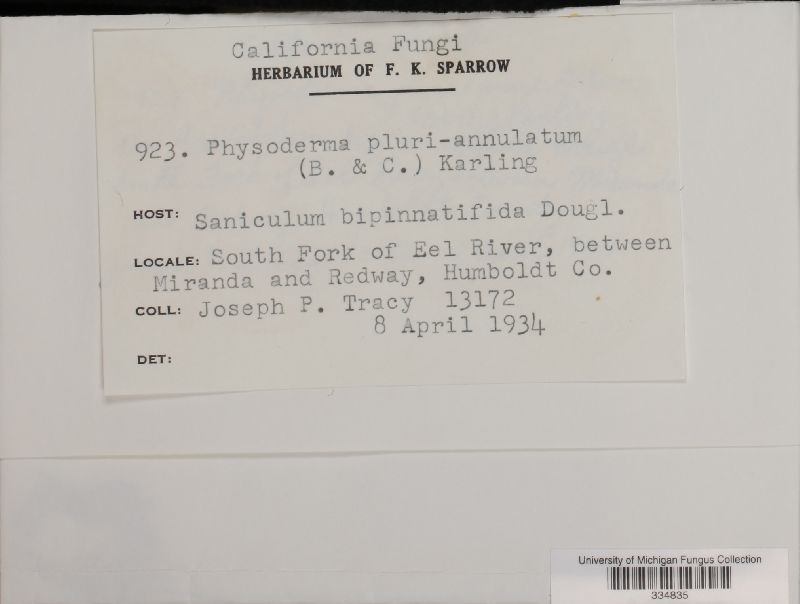 California Fungi
HERBARIUM OF F. K. SPARROW
923. Physoderma pluri-annulatum
(B. & C.) Karling
HOST: Saniculum bipinnatifida Dougl.
LOCALE: South Fork of Eel River, between
Miranda and Redway, Humboldt Co.
COLL: Joseph P. Tracy 13172
8 April 1934
DET:
University of Michigan Fungus Collection
334835